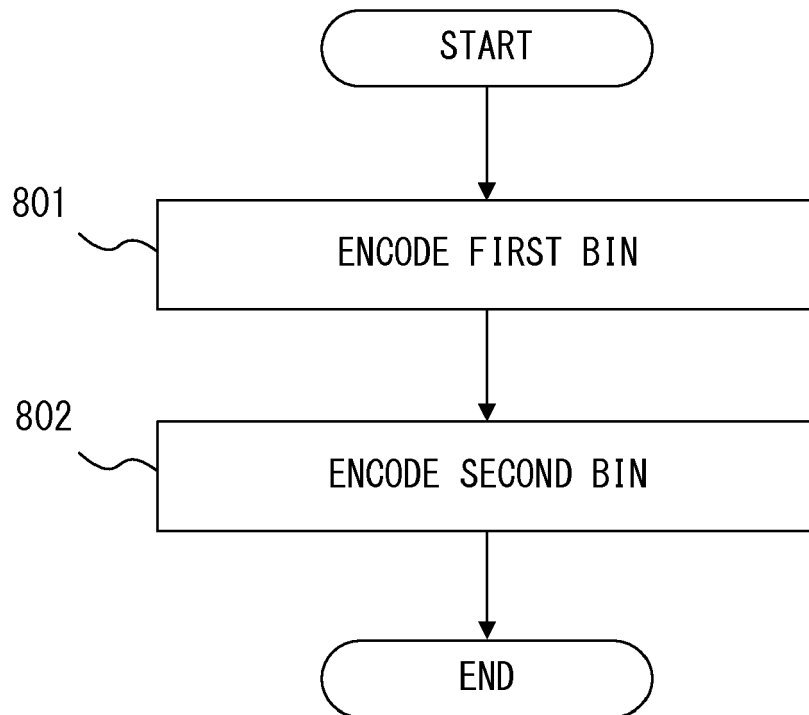 START
801
ENCODE FIRST BIN
802
ENCODE SECOND BIN
END